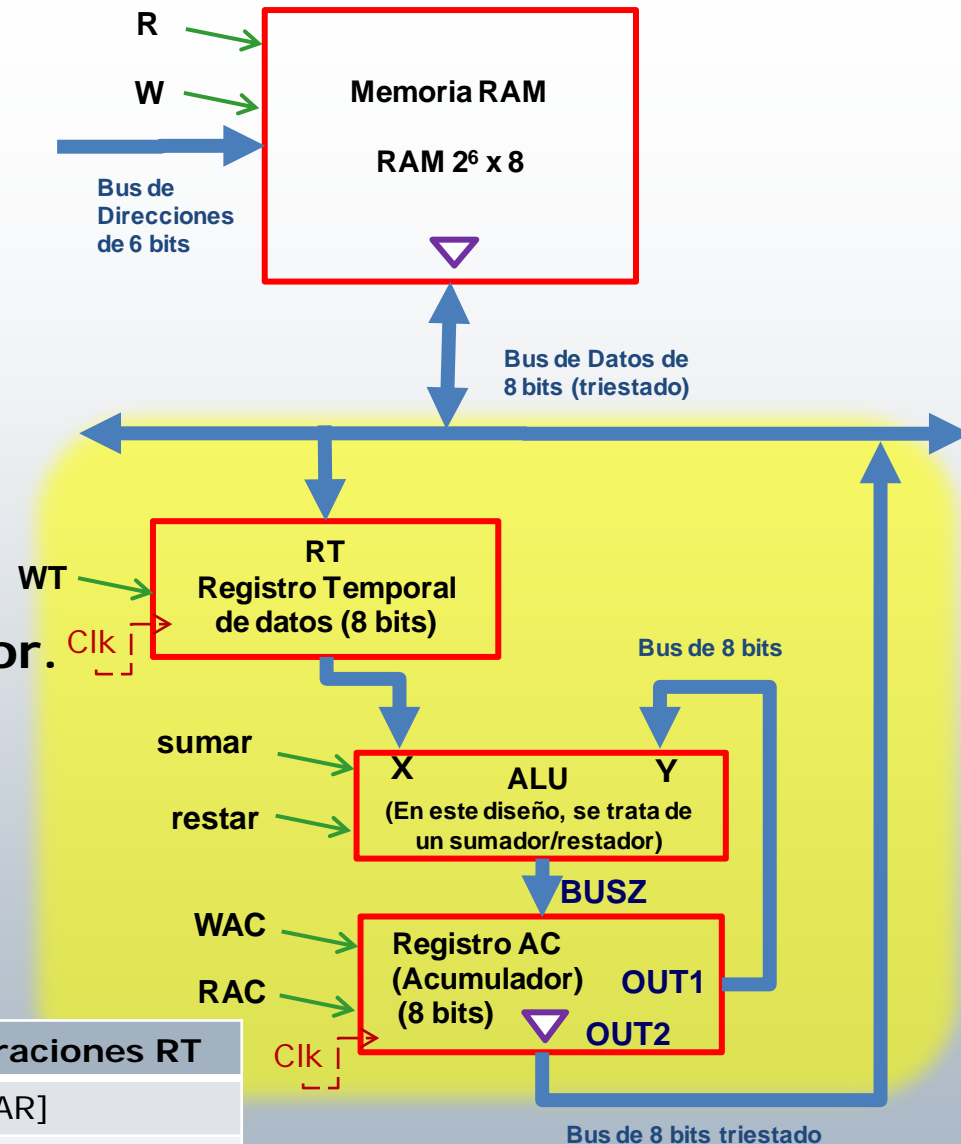 R
W
Memoria RAM
RAM 2⁶ x 8
Bus de
Direcciones
de 6 bits
Bus de Datos de
8 bits (triestado)
RT
Registro Temporal
de datos (8 bits)
WT
or.
Clk
Bus de 8 bits
sumar
restar
X
ALU
Y
(En este diseño, se trata de
un sumador/restador)
BUSZ
WAC
RAC
Registro AC
(Acumulador)
(8 bits)
OUT1
OUT2
Clk
raciones RT
AR]
Bus de 8 bits triestado